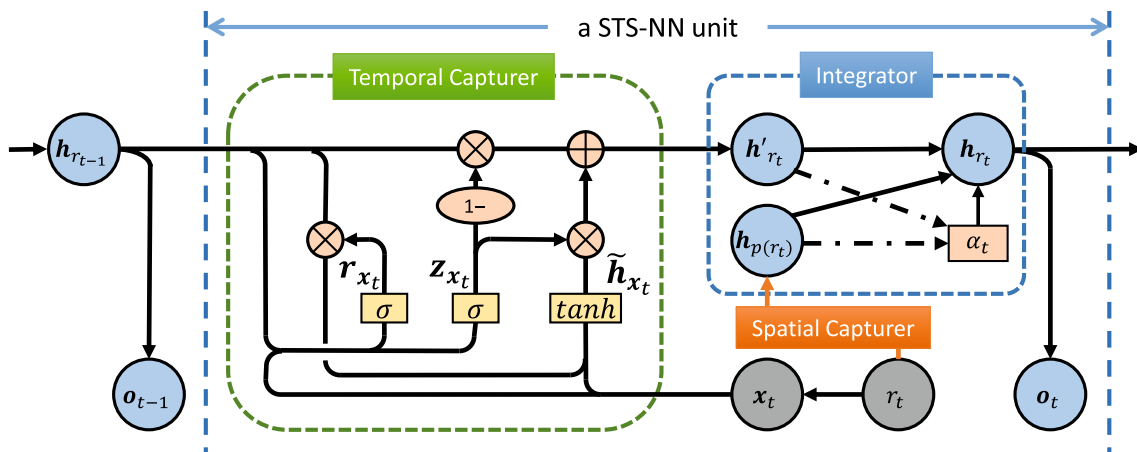 a STS-NN unit
Temporal Capturer
Integrator
h_{r_{t-1}}
h'_{r_t}
h_{r_t}
1−
h_{p(r_t)}
α_t
r_{x_t}
z_{x_t}
h̃_{x_t}
σ
σ
tanh
Spatial Capturer
o_{t-1}
x_t
r_t
o_t